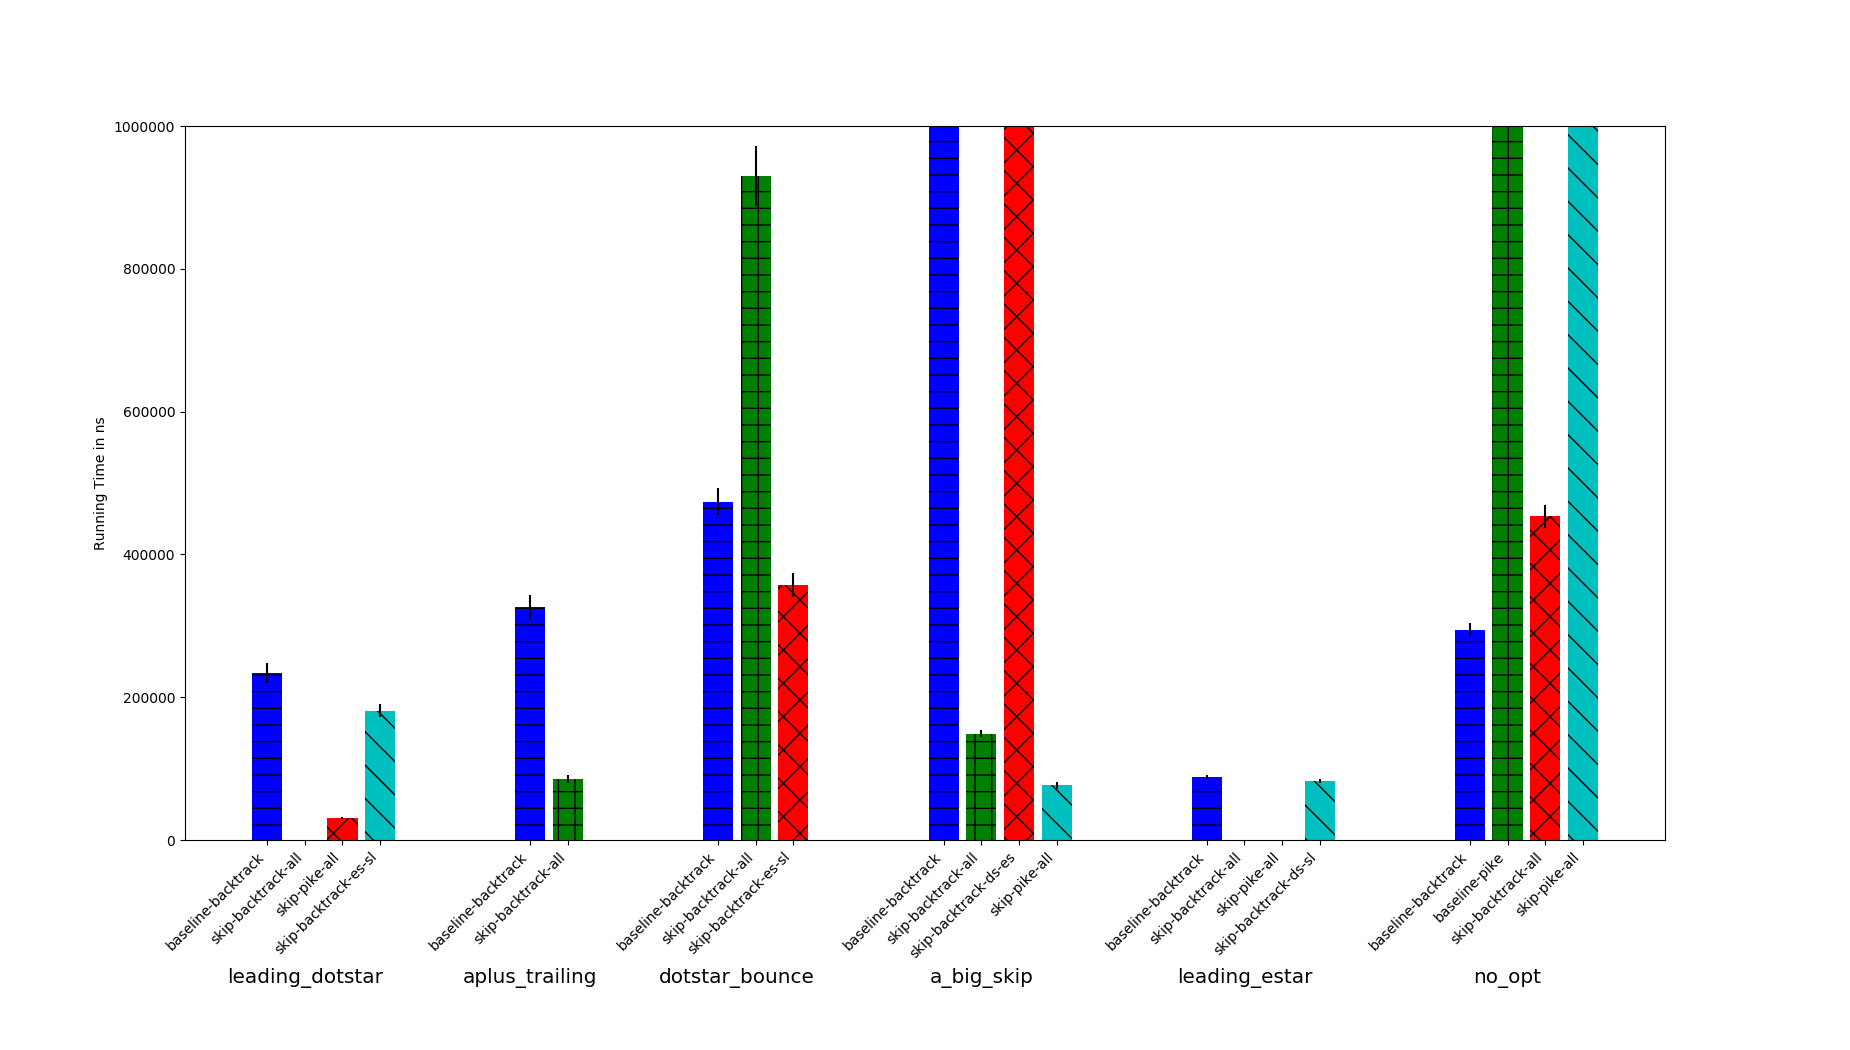 1000000
800000
600000
400000
200000
0
Running Time in ns
baseline-backtrack
skip-backtrack-all
skip-pike-all
skip-backtrack-es-sl
baseline-backtrack
skip-backtrack-all
baseline-backtrack
skip-backtrack-all
skip-backtrack-es-sl
baseline-backtrack
skip-backtrack-all
skip-backtrack-ds-es
skip-pike-all
baseline-backtrack
skip-backtrack-all
skip-pike-all
skip-backtrack-ds-sl
baseline-backtrack
baseline-pike
skip-backtrack-all
skip-pike-all
leading_dotstar
aplus_trailing
dotstar_bounce
a_big_skip
leading_estar
no_opt